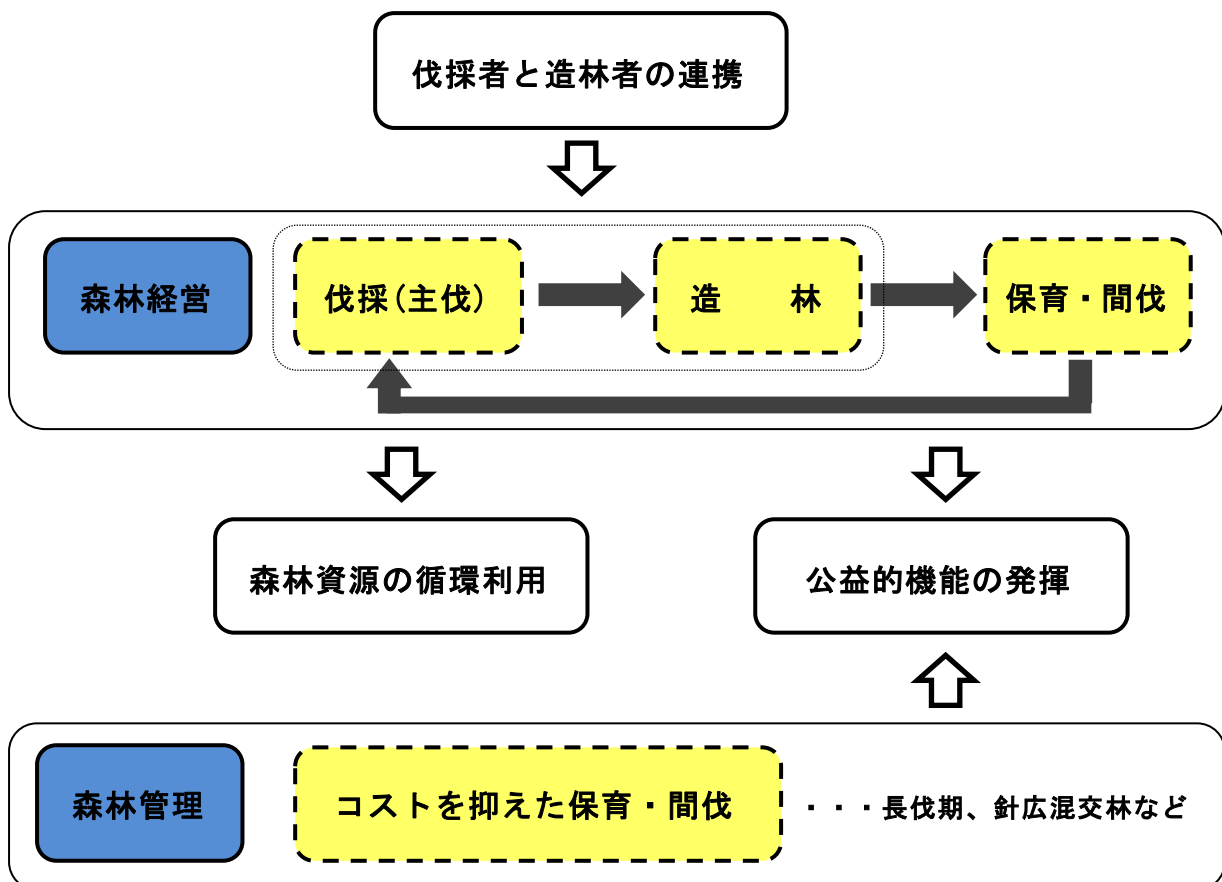 伐採者と造林者の連携
森林経営
伐採(主伐)
造　　林
保育・間伐
森林資源の循環利用
公益的機能の発揮
森林管理
コストを抑えた保育・間伐
・・・長伐期、針広混交林など